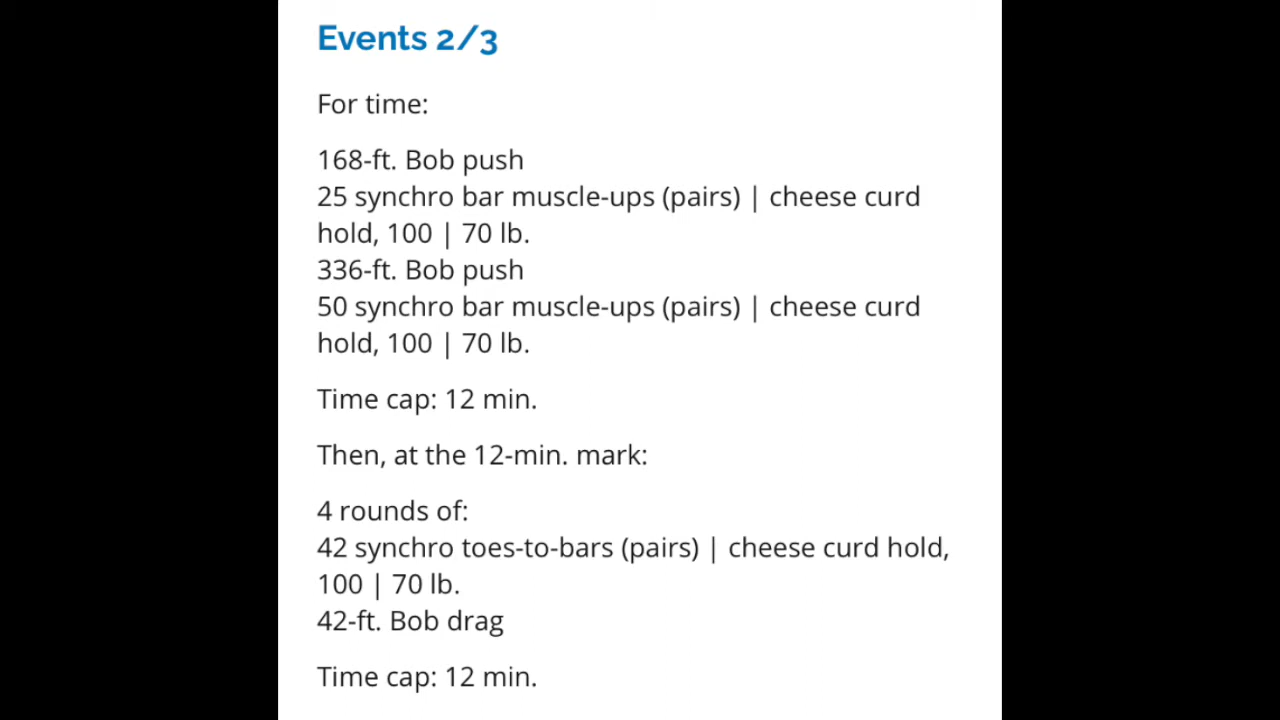 Events 2/3
For time:
168-ft. Bob push
25 synchro bar muscle-ups (pairs) | cheese curd
hold, 100 | 70 lb.
336-ft. Bob push
50 synchro bar muscle-ups (pairs) | cheese curd
hold, 100 | 70 lb.
Time cap: 12 min.
Then, at the 12-min. mark:
4 rounds of:
42 synchro toes-to-bars (pairs) | cheese curd hold,
100 | 70 lb.
42-ft. Bob drag
Time cap: 12 min.